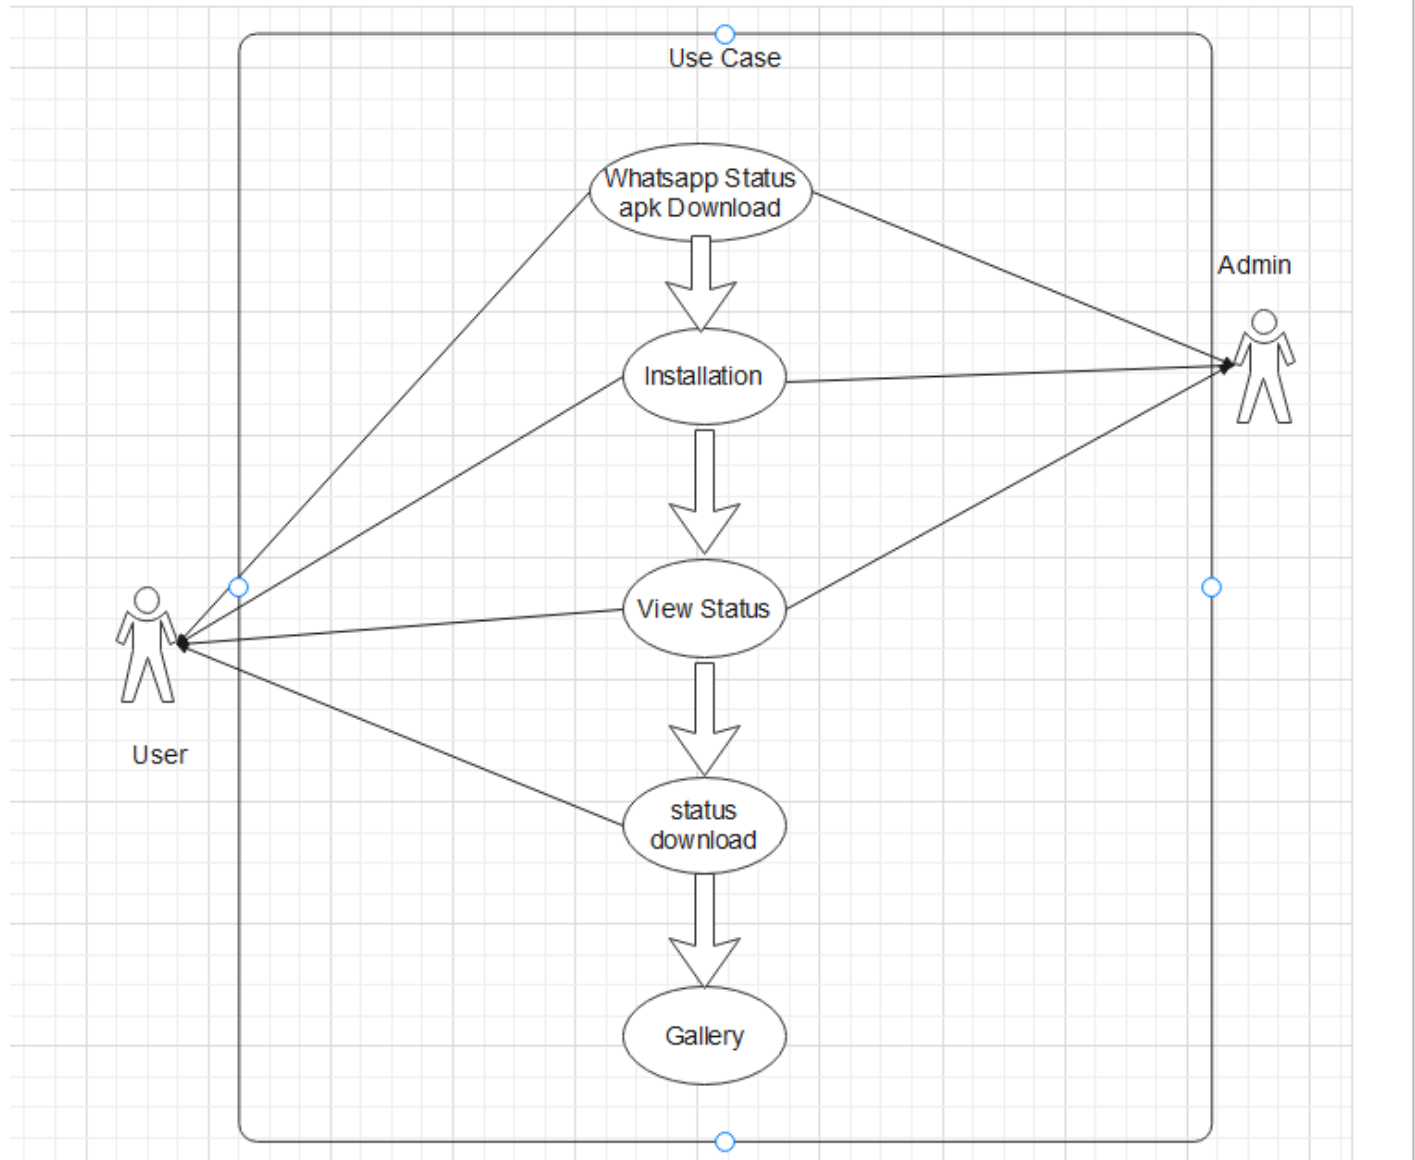 Use Case
Whatsapp Status
apk Download
Admin
Installation
View Status
User
status
download
Gallery